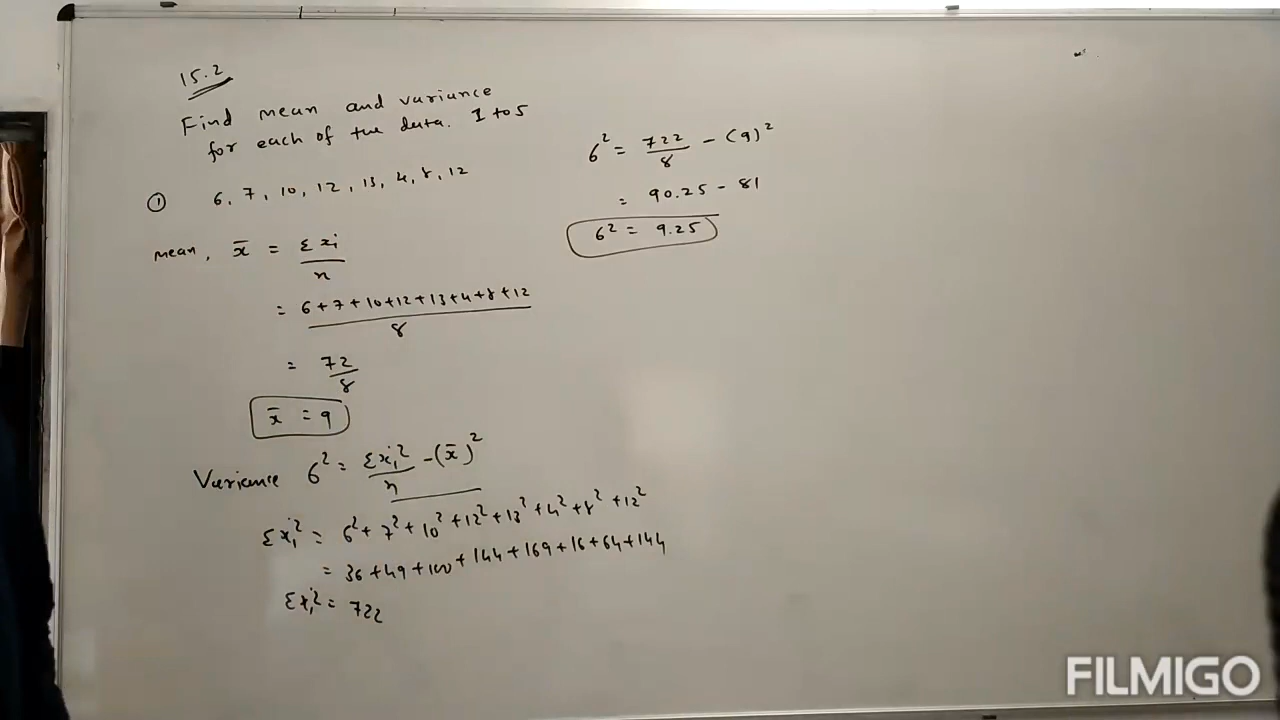 15.2
Find mean and variance
for each of the data. 1 to 5
① 6, 7, 10, 12, 13, 4, 8, 12
mean, x̄ = Σxi
n
= 6+7+10+12+13+4+8+12
8
= 72
8
x̄ = 9
Variance σ² = Σxi² - (x̄)²
n
Σxi² = 6² + 7² + 10² + 12² + 13² + 4² + 8² + 12²
= 36 + 49 + 100 + 144 + 169 + 16 + 64 + 144
Σxi² = 722
σ² = 722 - (9)²
8
= 90.25 - 81
σ² = 9.25
FILMIGO